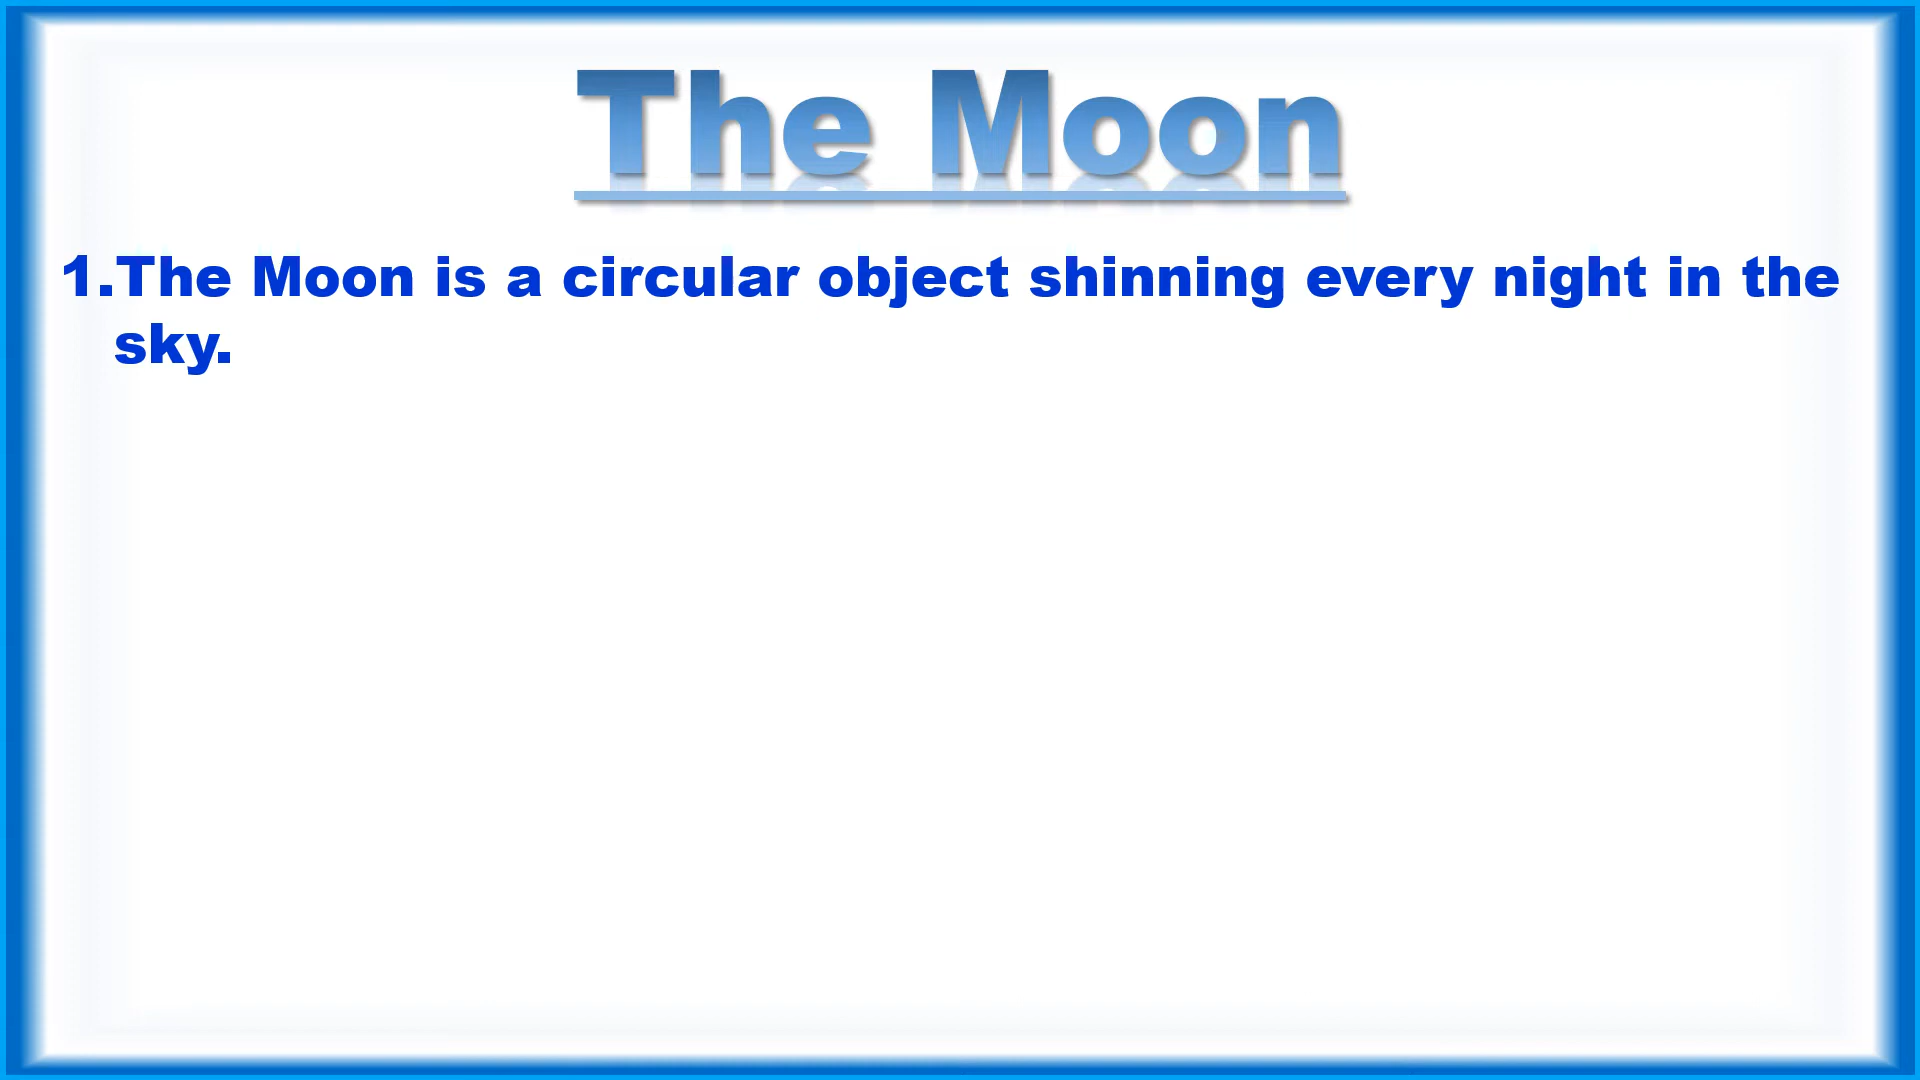 The Moon
1.The Moon is a circular object shinning every night in the
sky.